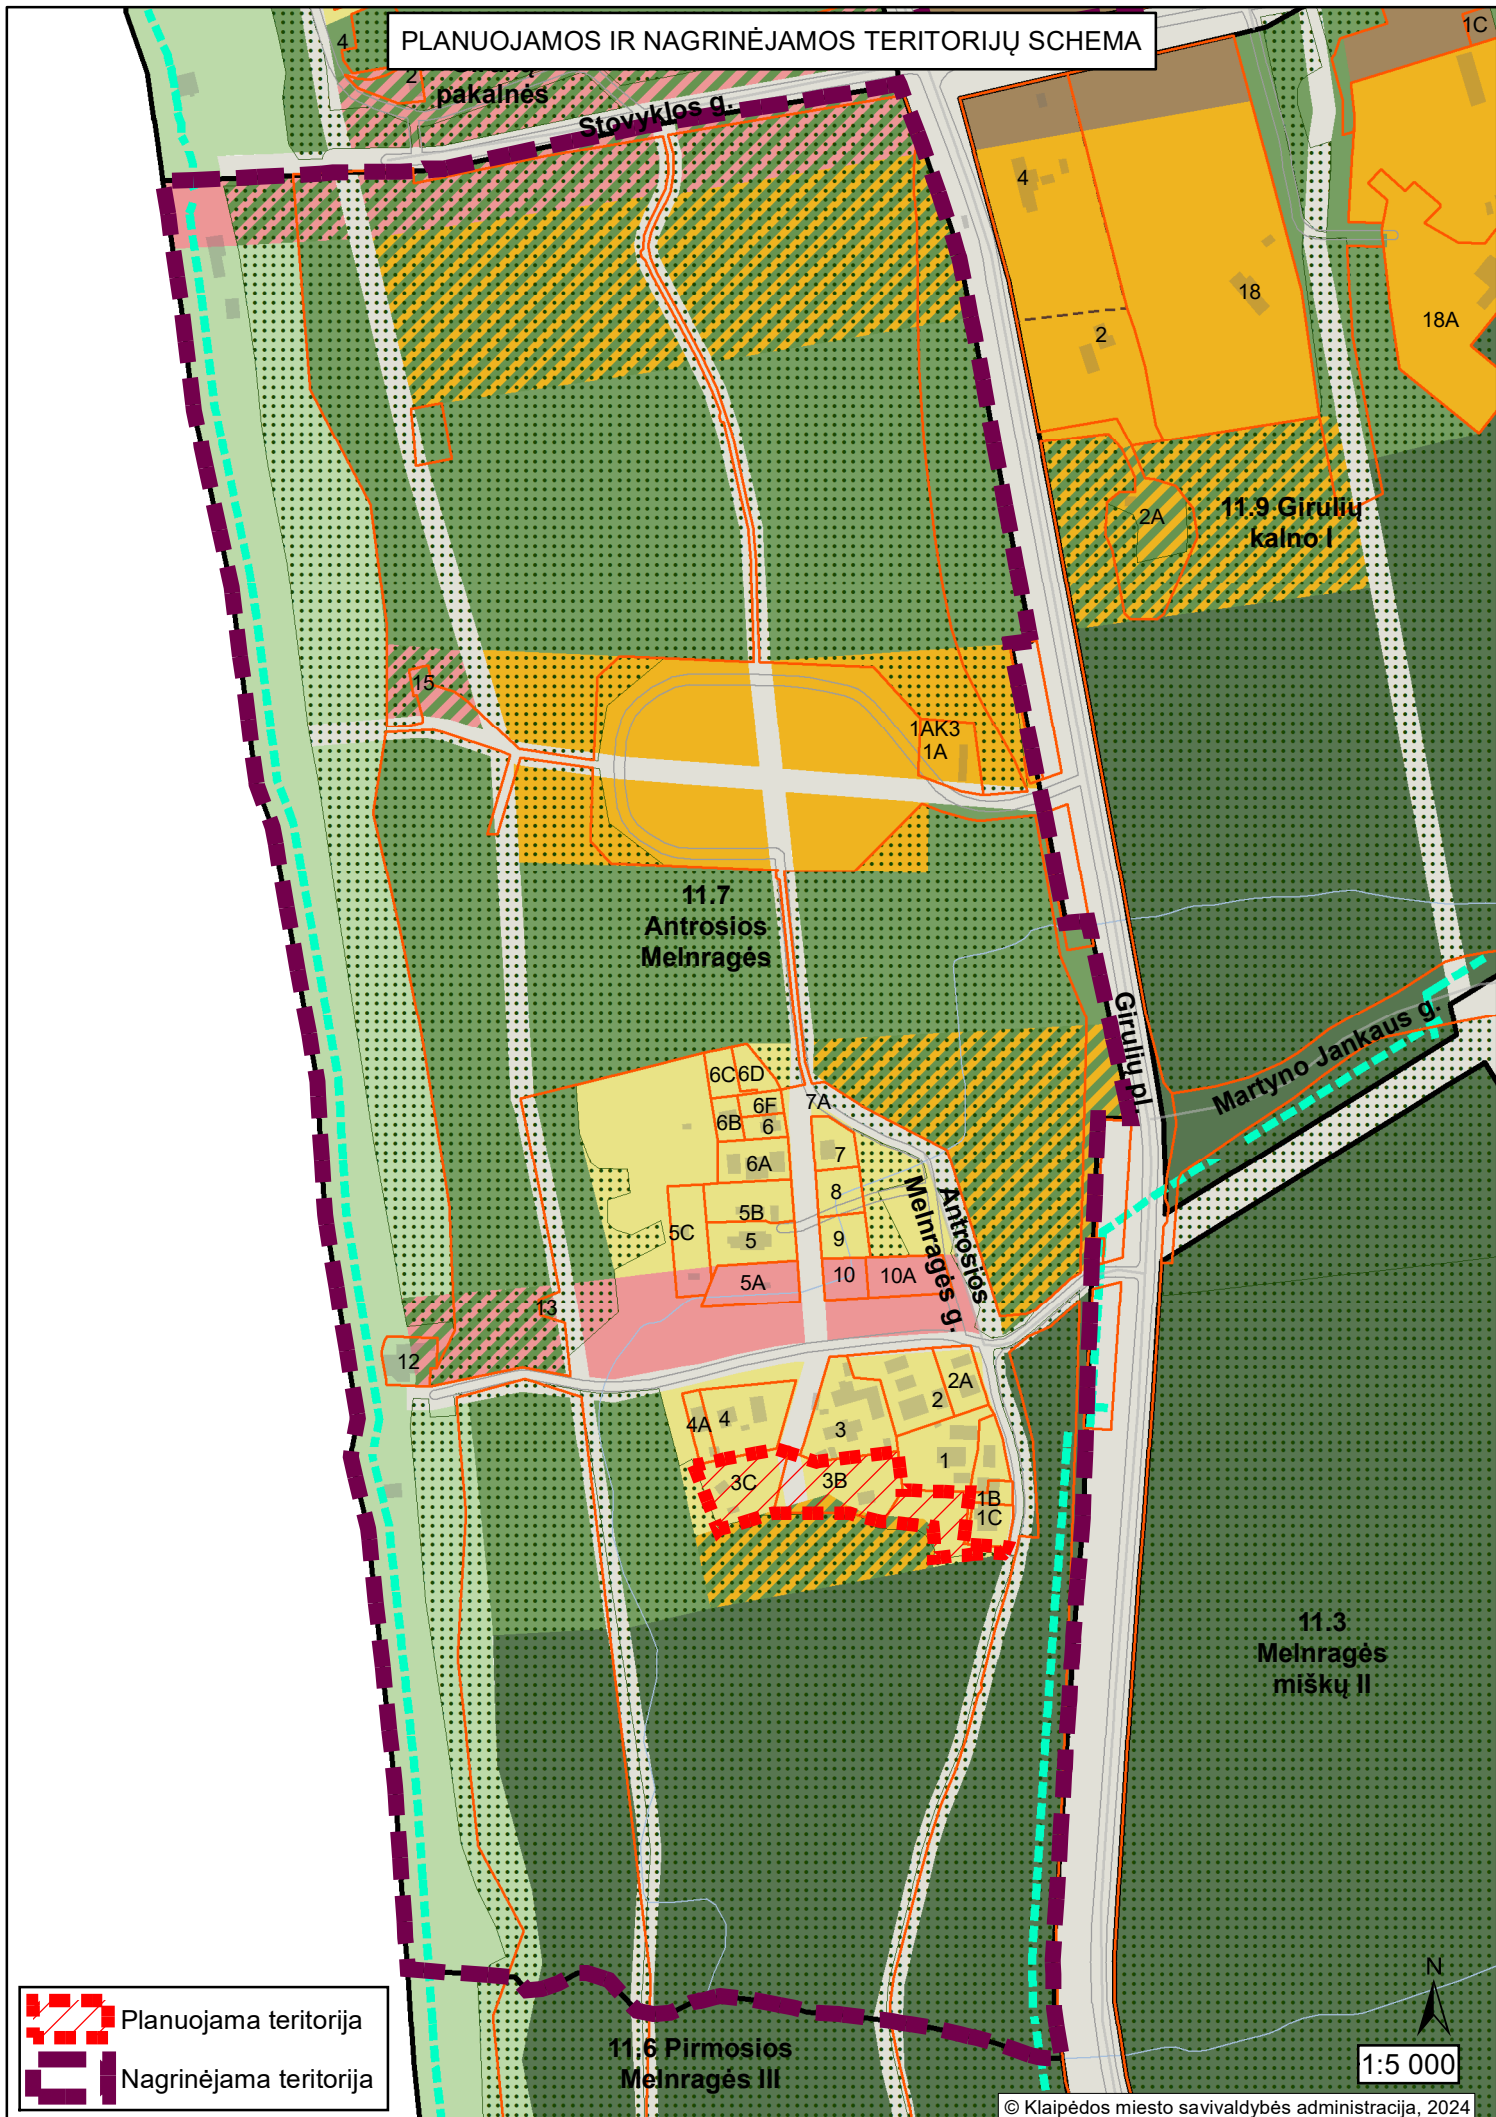 PLANUOJAMOS IR NAGRINĖJAMOS TERITORIJŲ SCHEMA
4
2
pakalnės
Stovyklos g.
1C
4
18
2
18A
2A
11.9 Girulių
kalno I
15
1AK3
1A
11.7
Antrosios
Melnragės
Girulių pl.
Martyno Jankaus g.
6C
6D
6F
6B
6
7A
6A
7
8
5B
5C
5
9
5A
10
10A
Antrosios
Melnragės g.
13
12
2A
2
4A
4
3
1
3C
3B
1B
1C
11.3
Melnragės
miškų II
11.6 Pirmosios
Melnragės III
Planuojama teritorija
Nagrinėjama teritorija
N
1:5 000
© Klaipėdos miesto savivaldybės administracija, 2024